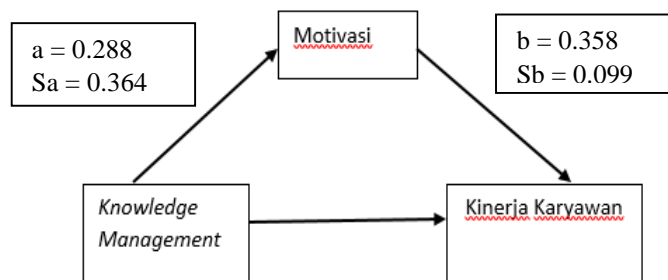 a = 0.288
Sa = 0.364
Motivasi
b = 0.358
Sb = 0.099
Knowledge
Management
Kinerja Karyawan